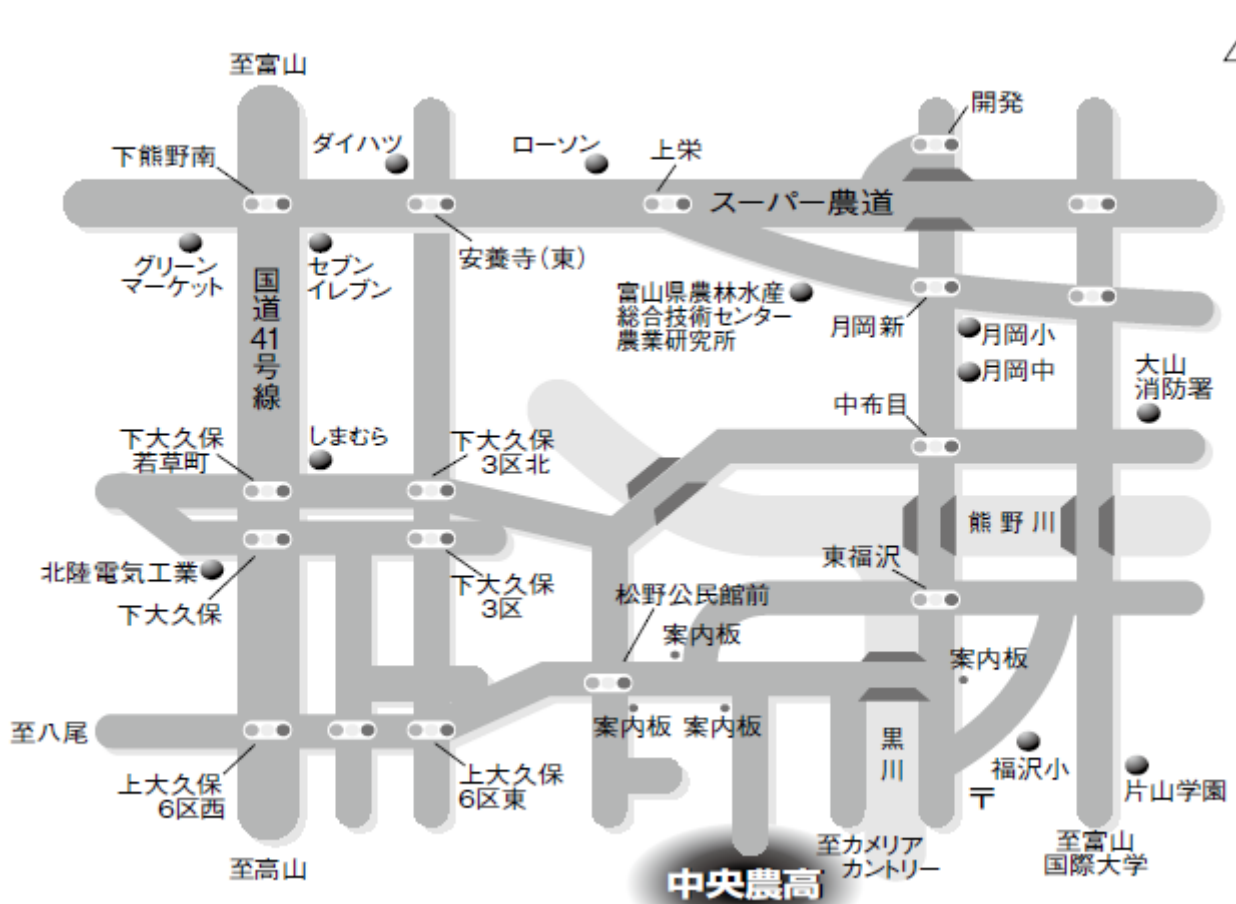 至富山
開発
ダイハツ
ローソン
上栄
下熊野南
スーパー農道
安養寺(東)
グリーン
マーケット
セブン
イレブン
国道41号線
富山県農林水産
総合技術センター
農業研究所
月岡新
月岡小
月岡中
大山
消防署
中布目
しまむら
下大久保
若草町
下大久保
3区北
熊野川
東福沢
北陸電気工業
下大久保
下大久保
3区
松野公民館前
案内板
案内板
案内板
案内板
至八尾
黒川
上大久保
6区西
上大久保
6区東
福沢小
〒
片山学園
至カメリア
カントリー
至富山
国際大学
至高山
中央農高